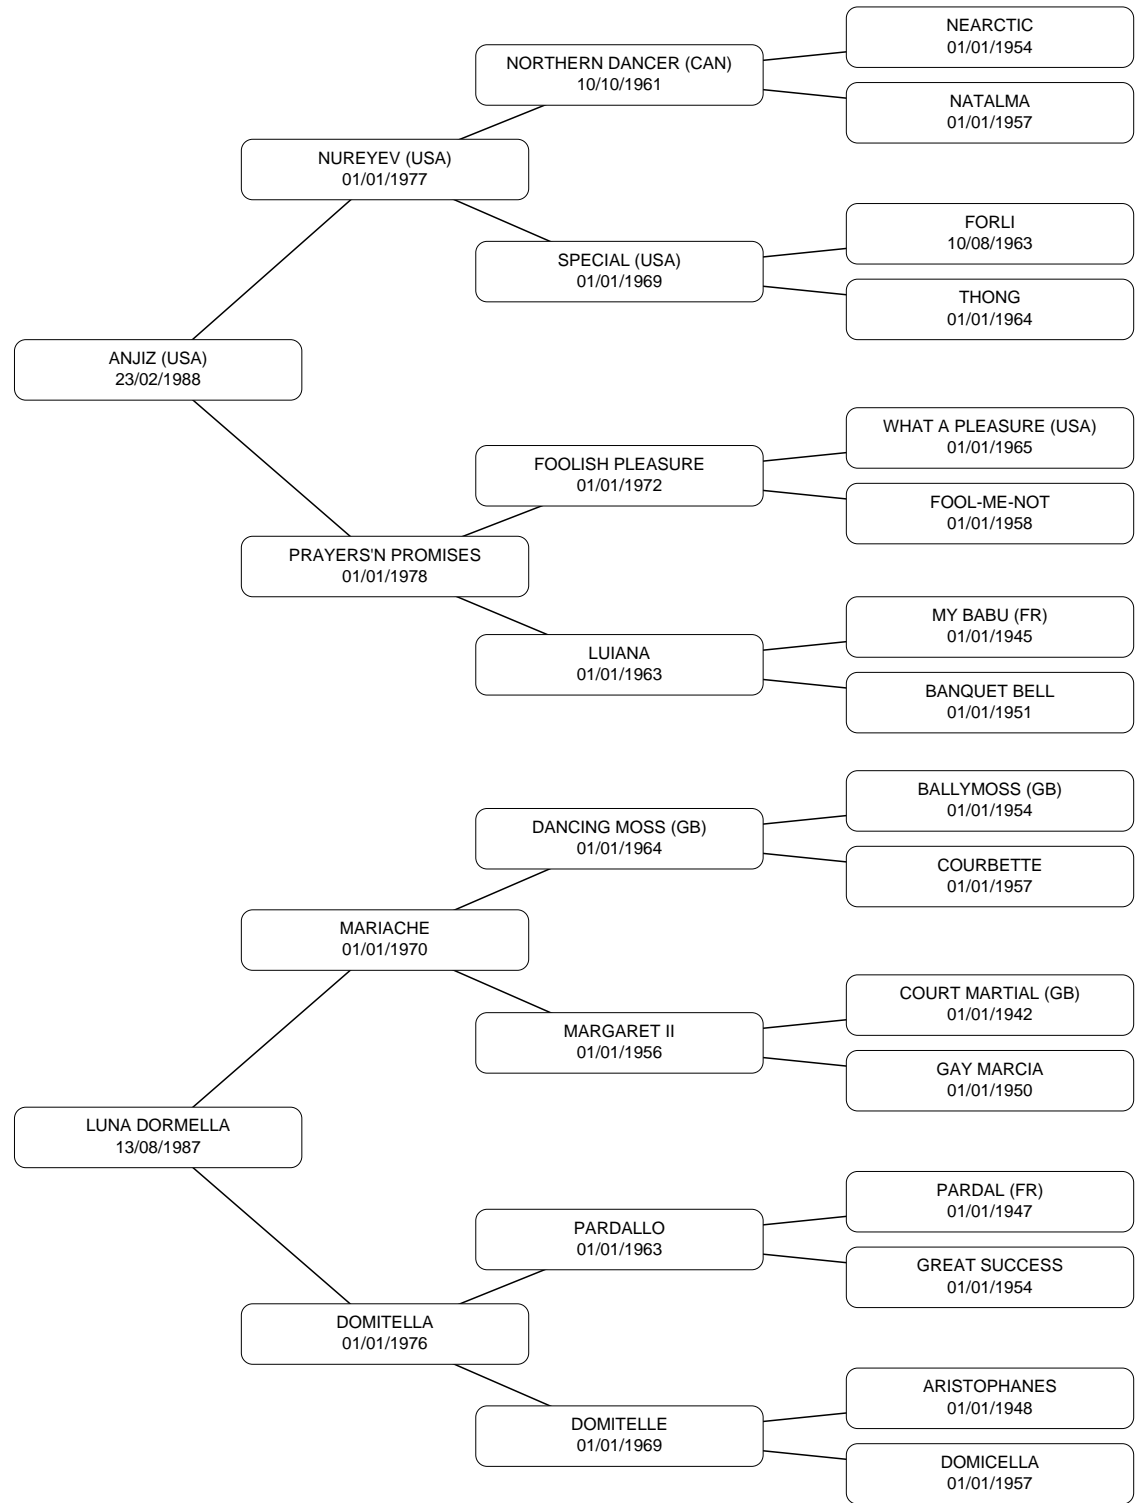 NEARCTIC
01/01/1954
NORTHERN DANCER (CAN)
10/10/1961
NATALMA
01/01/1957
NUREYEV (USA)
01/01/1977
FORLI
10/08/1963
SPECIAL (USA)
01/01/1969
THONG
01/01/1964
ANJIZ (USA)
23/02/1988
WHAT A PLEASURE (USA)
01/01/1965
FOOLISH PLEASURE
01/01/1972
FOOL-ME-NOT
01/01/1958
PRAYERS'N PROMISES
01/01/1978
MY BABU (FR)
01/01/1945
LUIANA
01/01/1963
BANQUET BELL
01/01/1951
BALLYMOSS (GB)
01/01/1954
DANCING MOSS (GB)
01/01/1964
COURBETTE
01/01/1957
MARIACHE
01/01/1970
COURT MARTIAL (GB)
01/01/1942
MARGARET II
01/01/1956
GAY MARCIA
01/01/1950
LUNA DORMELLA
13/08/1987
PARDAL (FR)
01/01/1947
PARDALLO
01/01/1963
GREAT SUCCESS
01/01/1954
DOMITELLA
01/01/1976
ARISTOPHANES
01/01/1948
DOMITELLE
01/01/1969
DOMICELLA
01/01/1957